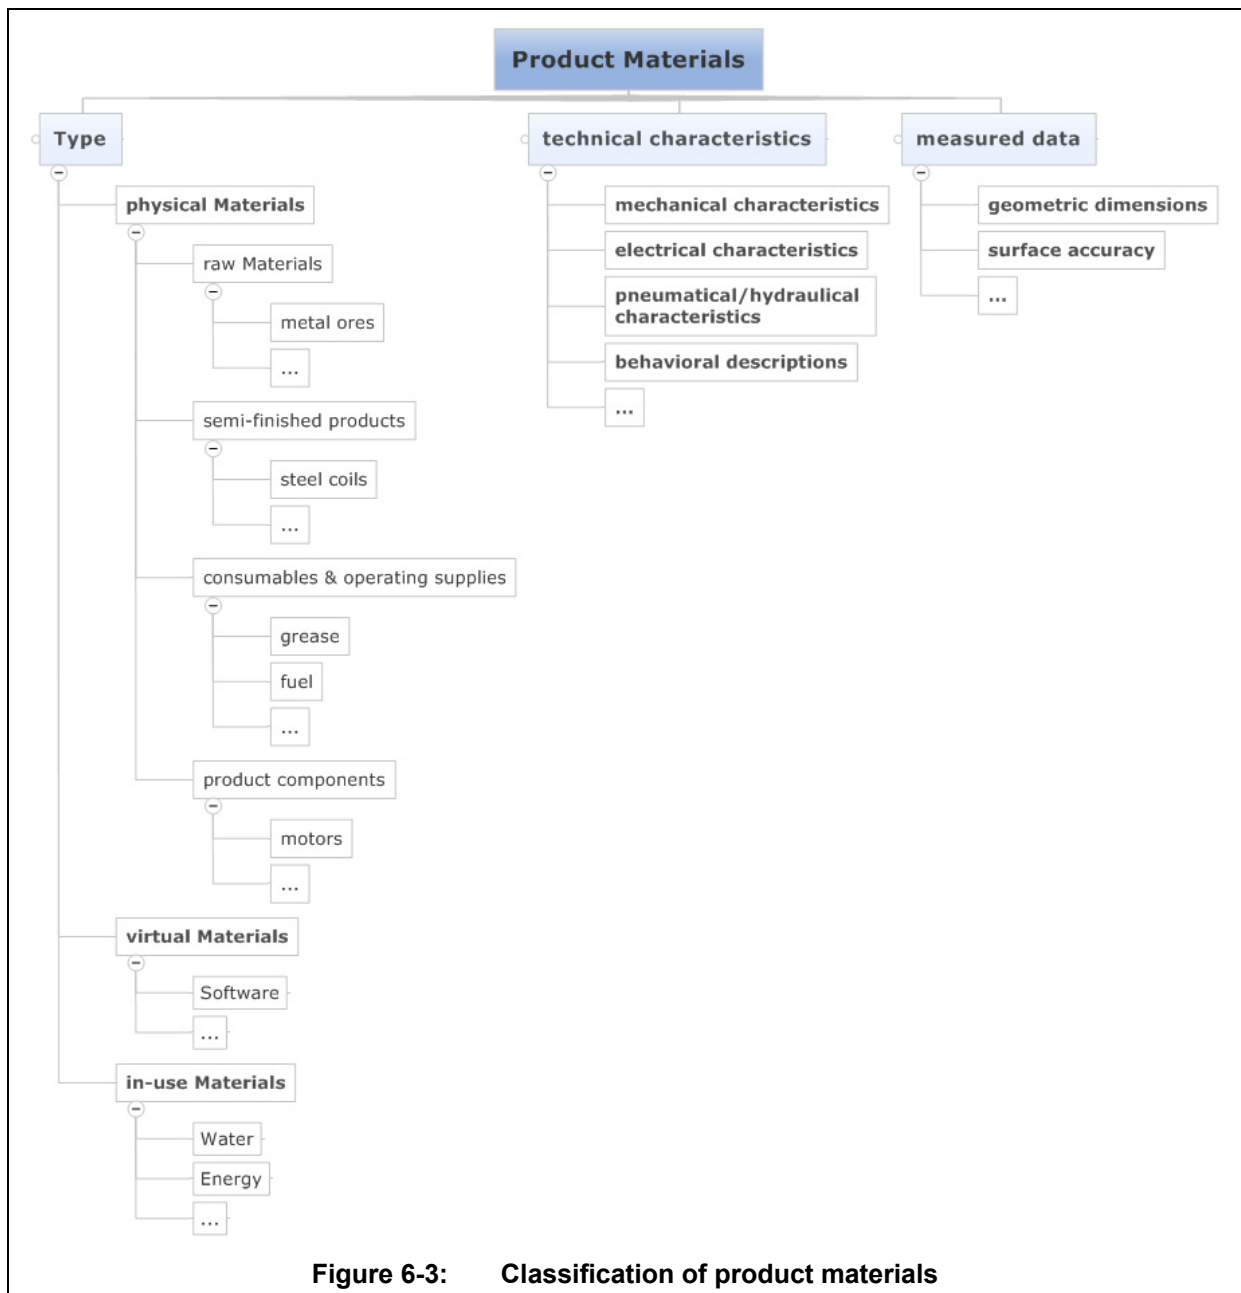 Product Materials
Type
technical characteristics
measured data
physical Materials
raw Materials
metal ores
...
semi-finished products
steel coils
...
consumables & operating supplies
grease
fuel
...
product components
motors
...
virtual Materials
Software
...
in-use Materials
Water
Energy
...
mechanical characteristics
electrical characteristics
pneumatical/hydraulical
characteristics
behavioral descriptions
...
geometric dimensions
surface accuracy
...
Figure 6-3: Classification of product materials